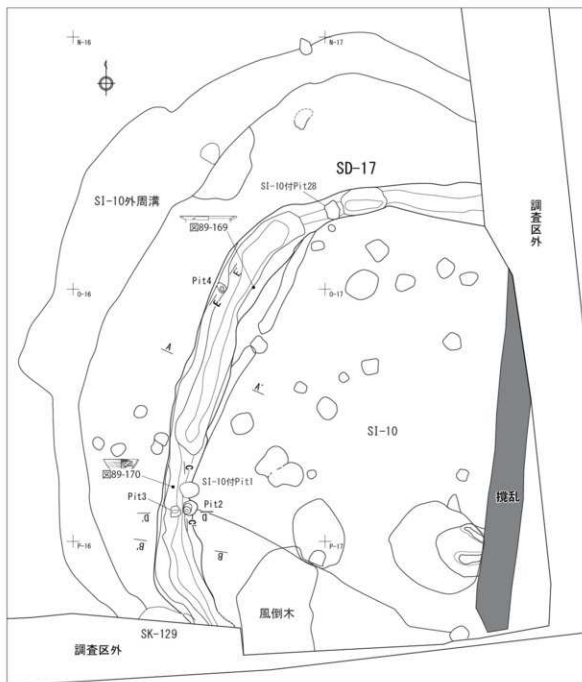 N-16
N-17
SD-17
SI-10付Pit28
SI-10外周溝
調査区外
図89-169
Pit4
E'
E
O-16
O-17
A
A'
SI-10
図89-170
C
SI-10付Pit1
Pit3
Pit2
D'
D
C'
B'
B
P-16
P-17
撹乱
風倒木
SK-129
調査区外